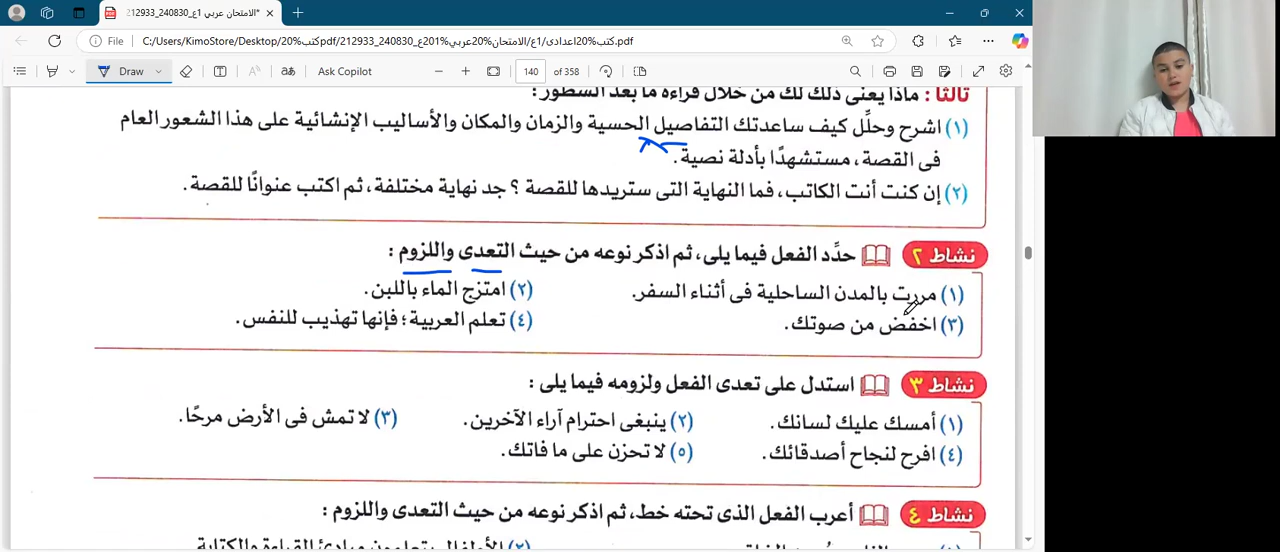 الامتحان عربي 1ع_240830_212933*
File
C:/Users/KimoStore/Desktop/كتب%20pdf/كتب%20اعدادى/1ع/الامتحان%20عربي%201ع_240830_212933.pdf
Draw
Ask Copilot
140 of 358
ثالثًا : ماذا يعنى ذلك لك من خلال قراءة ما بعد السطور :
(١) اشرح وحلِّل كيف ساعدتك التفاصيل الحسية والزمان والمكان والأساليب الإنشائية على هذا الشعور العام
فى القصة، مستشهدًا بأدلة نصية.
(٢) إن كنت أنت الكاتب، فما النهاية التى ستريدها للقصة ؟ جد نهاية مختلفة، ثم اكتب عنوانًا للقصة.
نشاط ٢ حدِّد الفعل فيما يلى، ثم اذكر نوعه من حيث التعدى واللزوم :
(١) مررت بالمدن الساحلية فى أثناء السفر. (٢) امتزج الماء باللبن.
(٣) اخفض من صوتك. (٤) تعلم العربية؛ فإنها تهذيب للنفس.
نشاط ٣ استدل على تعدى الفعل ولزومه فيما يلى :
(١) أمسك عليك لسانك. (٢) ينبغى احترام آراء الآخرين. (٣) لا تمش فى الأرض مرحًا.
(٤) افرح لنجاح أصدقائك. (٥) لا تحزن على ما فاتك.
نشاط ٤ أعرب الفعل الذى تحته خط، ثم اذكر نوعه من حيث التعدى واللزوم :